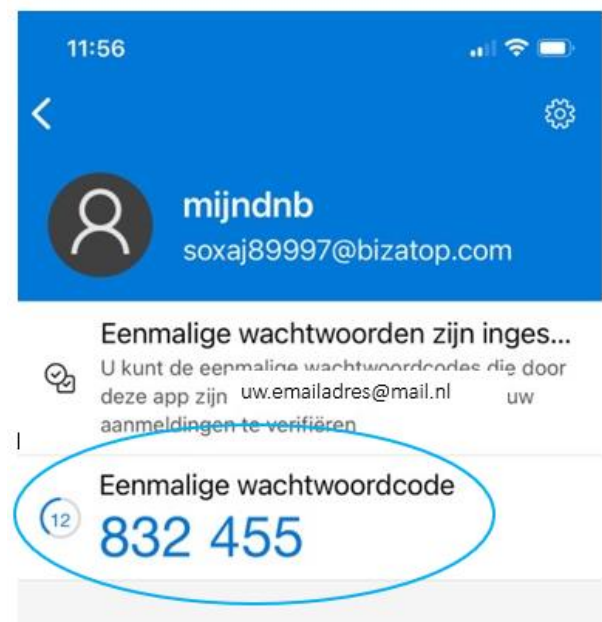 11:56
mijndnb
soxaj89997@bizatop.com
Eenmalige wachtwoorden zijn inges...
U kunt de eenmalige wachtwoordcodes die door
deze app zijn uw.emailadres@mail.nl uw
aanmeldingen te verifiëren
Eenmalige wachtwoordcode
12
832 455